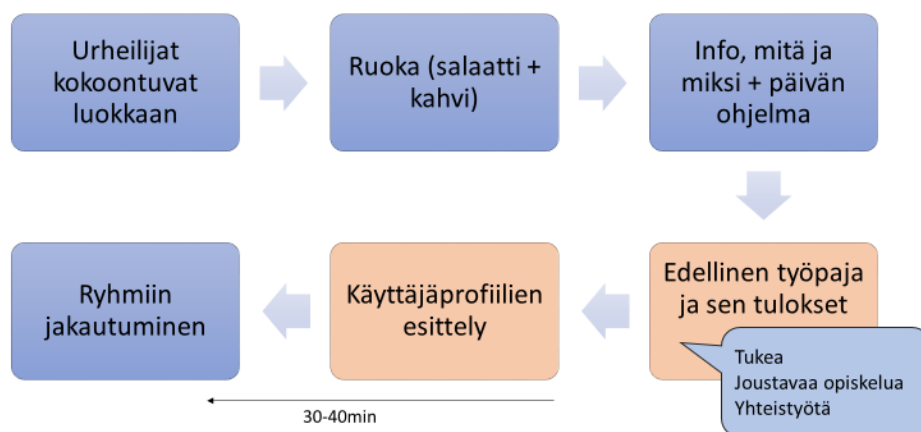 Urheilijat
kokoontuvat
luokkaan
Ruoka (salaatti +
kahvi)
Info, mitä ja
miksi + päivän
ohjelma
Edellinen työpaja
ja sen tulokset
Tukea
Joustavaa opiskelua
Yhteistyötä
Käyttäjäprofiilien
esittely
Ryhmiin
jakautuminen
30-40min